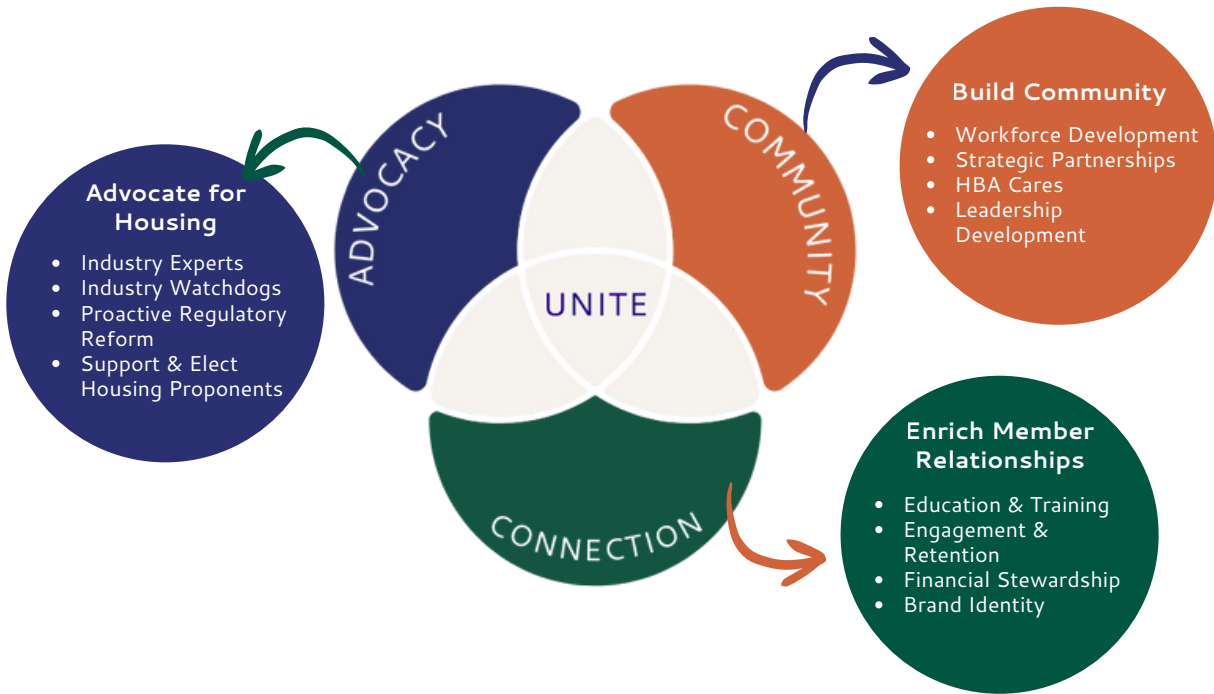 ADVOCACY
COMMUNITY
UNITE
CONNECTION
Advocate for
Housing
• Industry Experts
• Industry Watchdogs
• Proactive Regulatory
Reform
• Support & Elect
Housing Proponents
Build Community
• Workforce Development
• Strategic Partnerships
• HBA Cares
• Leadership
Development
Enrich Member
Relationships
• Education & Training
• Engagement &
Retention
• Financial Stewardship
• Brand Identity